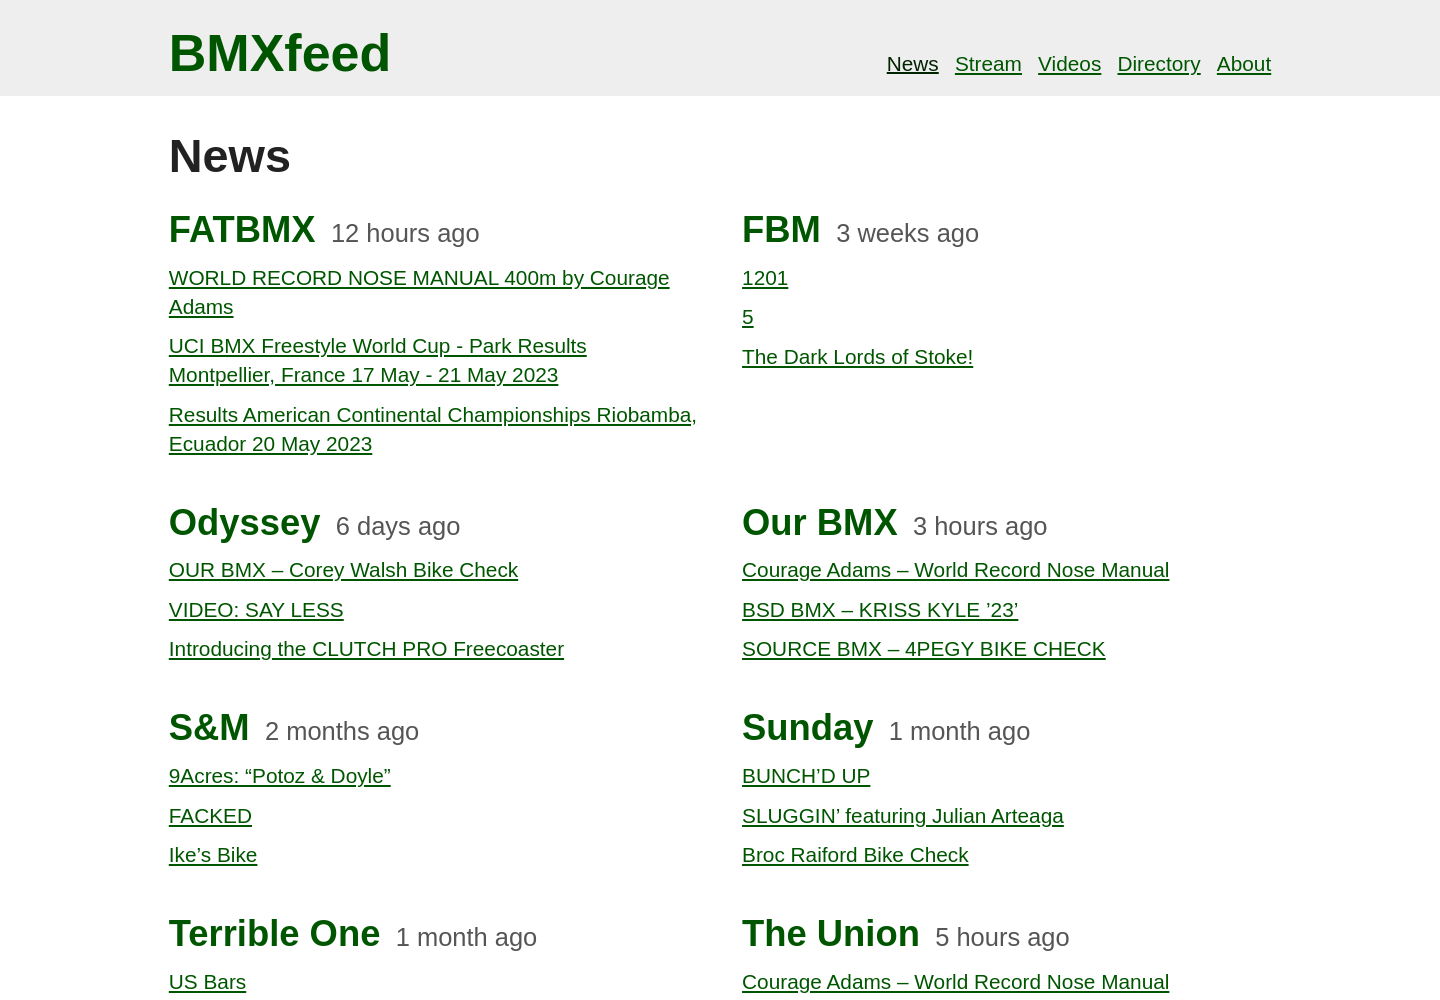 BMXfeed
News Stream Videos Directory About
News
FATBMX 12 hours ago
WORLD RECORD NOSE MANUAL 400m by Courage
Adams
UCI BMX Freestyle World Cup - Park Results
Montpellier, France 17 May - 21 May 2023
Results American Continental Championships Riobamba,
Ecuador 20 May 2023
FBM 3 weeks ago
1201
5
The Dark Lords of Stoke!
Odyssey 6 days ago
OUR BMX – Corey Walsh Bike Check
VIDEO: SAY LESS
Introducing the CLUTCH PRO Freecoaster
Our BMX 3 hours ago
Courage Adams – World Record Nose Manual
BSD BMX – KRISS KYLE ’23’
SOURCE BMX – 4PEGY BIKE CHECK
S&M 2 months ago
9Acres: “Potoz & Doyle”
FACKED
Ike’s Bike
Sunday 1 month ago
BUNCH’D UP
SLUGGIN’ featuring Julian Arteaga
Broc Raiford Bike Check
Terrible One 1 month ago
US Bars
The Union 5 hours ago
Courage Adams – World Record Nose Manual